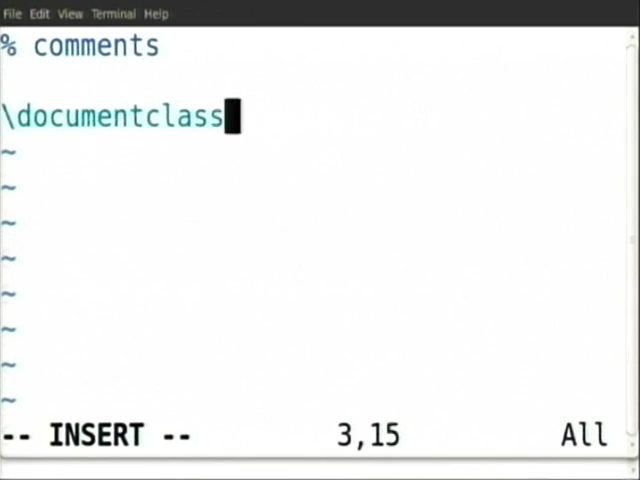 File Edit View Terminal Help
% comments
\documentclass
~
~
~
~
~
~
~
~
-- INSERT -- 3,15 All